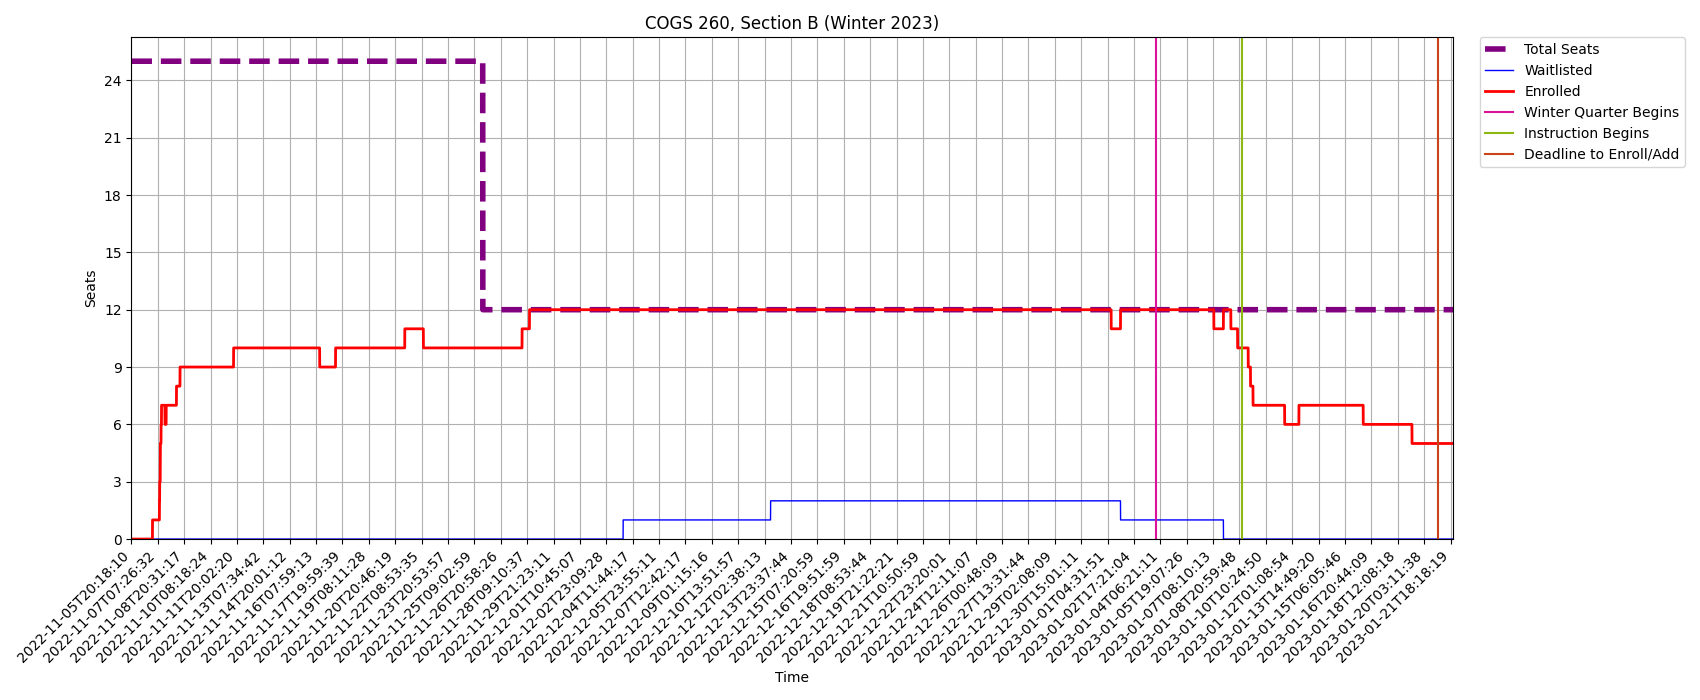 COGS 260, Section B (Winter 2023)
Total Seats
Waitlisted
Enrolled
Winter Quarter Begins
Instruction Begins
Deadline to Enroll/Add
Seats
24
21
18
15
12
9
6
3
0
2022-11-05T20:18:10
2022-11-07T07:26:32
2022-11-08T20:31:17
2022-11-10T08:18:24
2022-11-11T20:02:20
2022-11-13T07:34:42
2022-11-14T20:01:12
2022-11-16T07:59:13
2022-11-17T19:59:39
2022-11-19T08:11:28
2022-11-20T20:46:19
2022-11-22T08:53:35
2022-11-23T20:53:57
2022-11-25T09:02:59
2022-11-26T20:58:26
2022-11-28T09:10:37
2022-11-29T21:23:11
2022-12-01T10:45:07
2022-12-02T23:09:28
2022-12-04T11:44:17
2022-12-05T23:55:11
2022-12-07T12:42:17
2022-12-09T01:15:16
2022-12-10T13:51:57
2022-12-12T02:38:13
2022-12-13T23:37:44
2022-12-15T07:20:59
2022-12-16T19:51:59
2022-12-18T08:53:44
2022-12-19T21:22:21
2022-12-21T10:50:59
2022-12-22T23:20:01
2022-12-24T12:11:07
2022-12-26T00:48:09
2022-12-27T13:31:44
2022-12-29T02:08:09
2022-12-30T15:01:11
2023-01-01T04:31:51
2023-01-02T17:21:04
2023-01-04T06:21:11
2023-01-05T19:07:26
2023-01-07T08:10:13
2023-01-08T20:59:48
2023-01-10T10:24:50
2023-01-12T01:08:54
2023-01-13T14:49:20
2023-01-15T06:05:46
2023-01-16T20:44:09
2023-01-18T12:08:18
2023-01-20T03:11:38
2023-01-21T18:18:19
Time